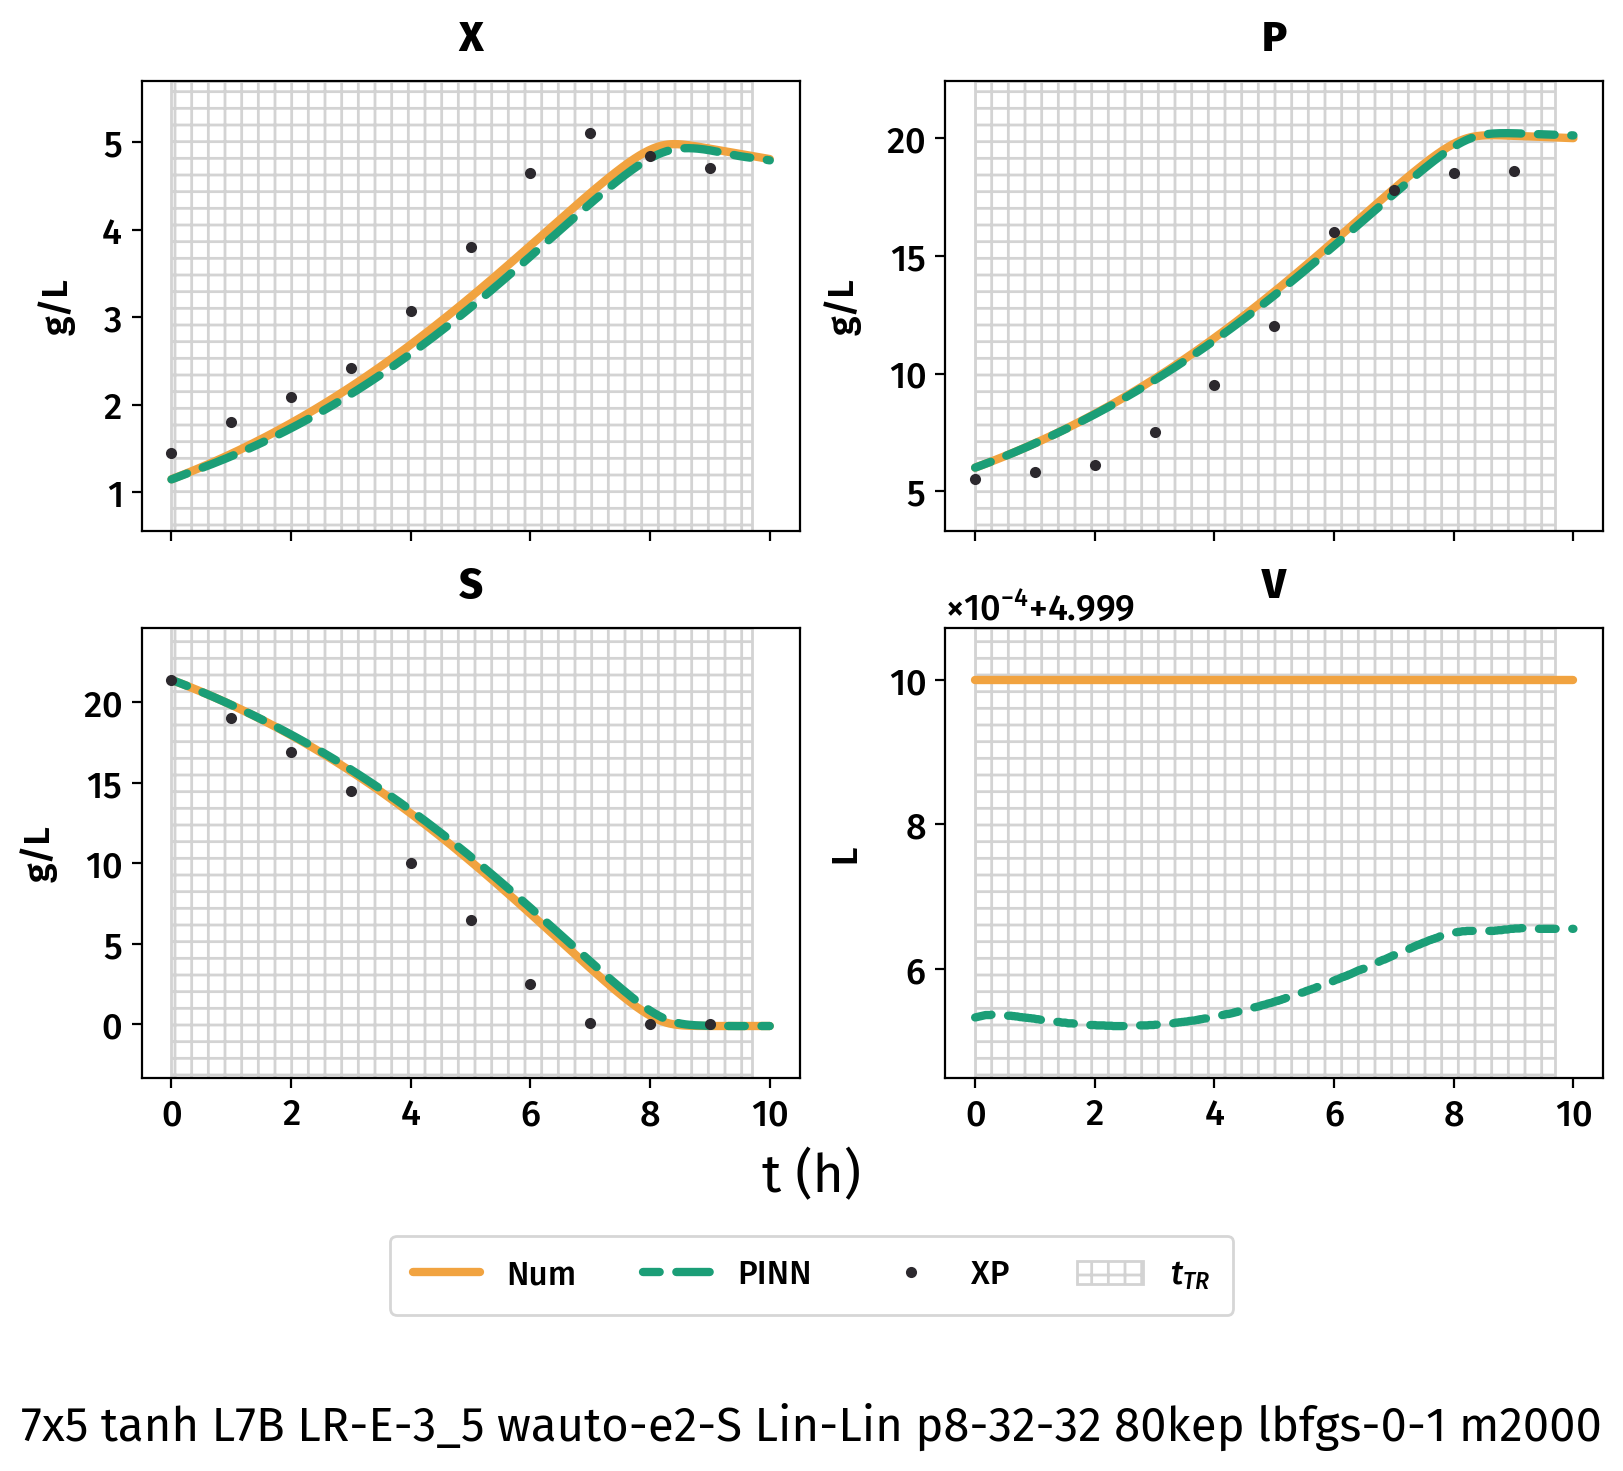 X
P
g/L
5
4
3
2
1
g/L
20
15
10
5
S
V
×10⁻⁴+4.999
g/L
20
15
10
5
0
L
10
8
6
0 2 4 6 8 10
0 2 4 6 8 10
t (h)
Num PINN XP t_TR
7x5 tanh L7B LR-E-3_5 wauto-e2-S Lin-Lin p8-32-32 80kep lbfgs-0-1 m2000